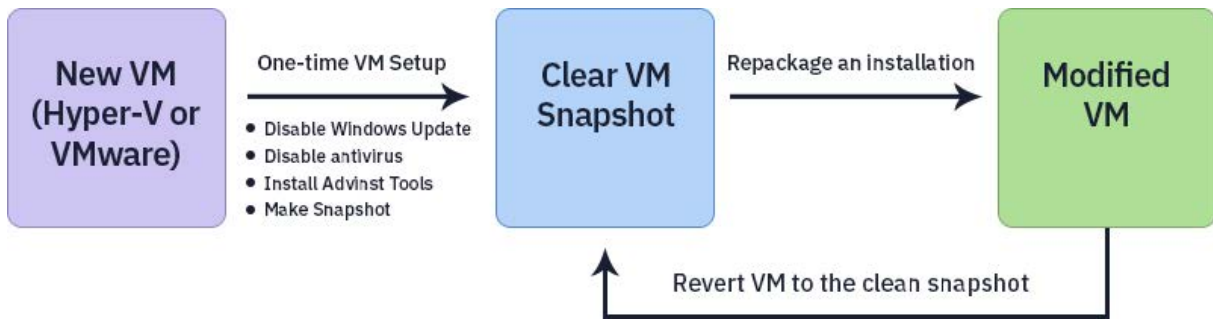 New VM
(Hyper-V or
VMware)
One-time VM Setup
• Disable Windows Update
• Disable antivirus
• Install Advinst Tools
• Make Snapshot
Clear VM
Snapshot
Repackage an installation
Modified
VM
Revert VM to the clean snapshot